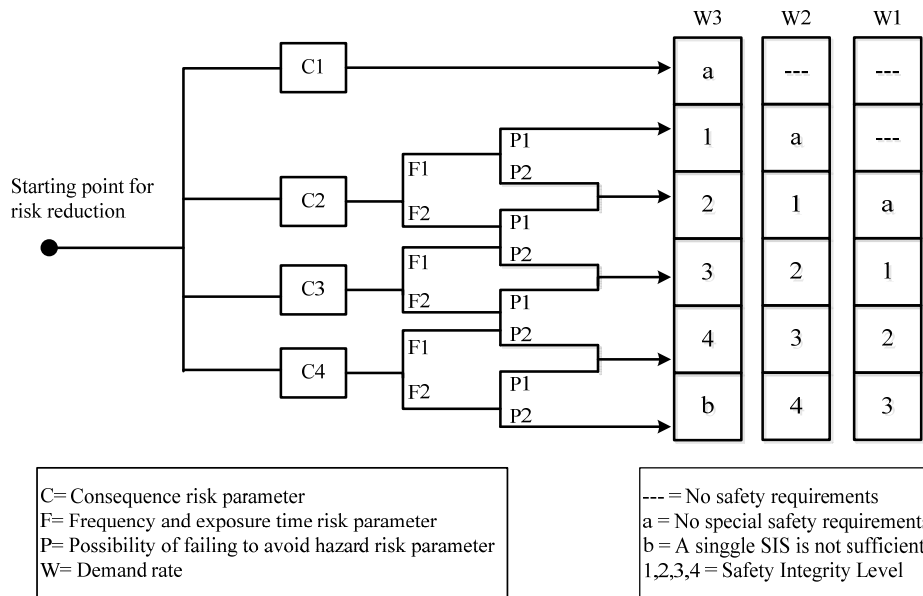 W3 W2 W1
C1
a --- ---
P1
1 a ---
F1
P2
Starting point for
risk reduction
C2
2 1 a
F2
P1
F1
P2
C3
3 2 1
F2
P1
F1
P2
4 3 2
C4
F2
P1
P2
b 4 3
C= Consequence risk parameter
F= Frequency and exposure time risk parameter
P= Possibility of failing to avoid hazard risk parameter
W= Demand rate
--- = No safety requirements
a = No special safety requirement
b = A singgle SIS is not sufficien
1,2,3,4 = Safety Integrity Level